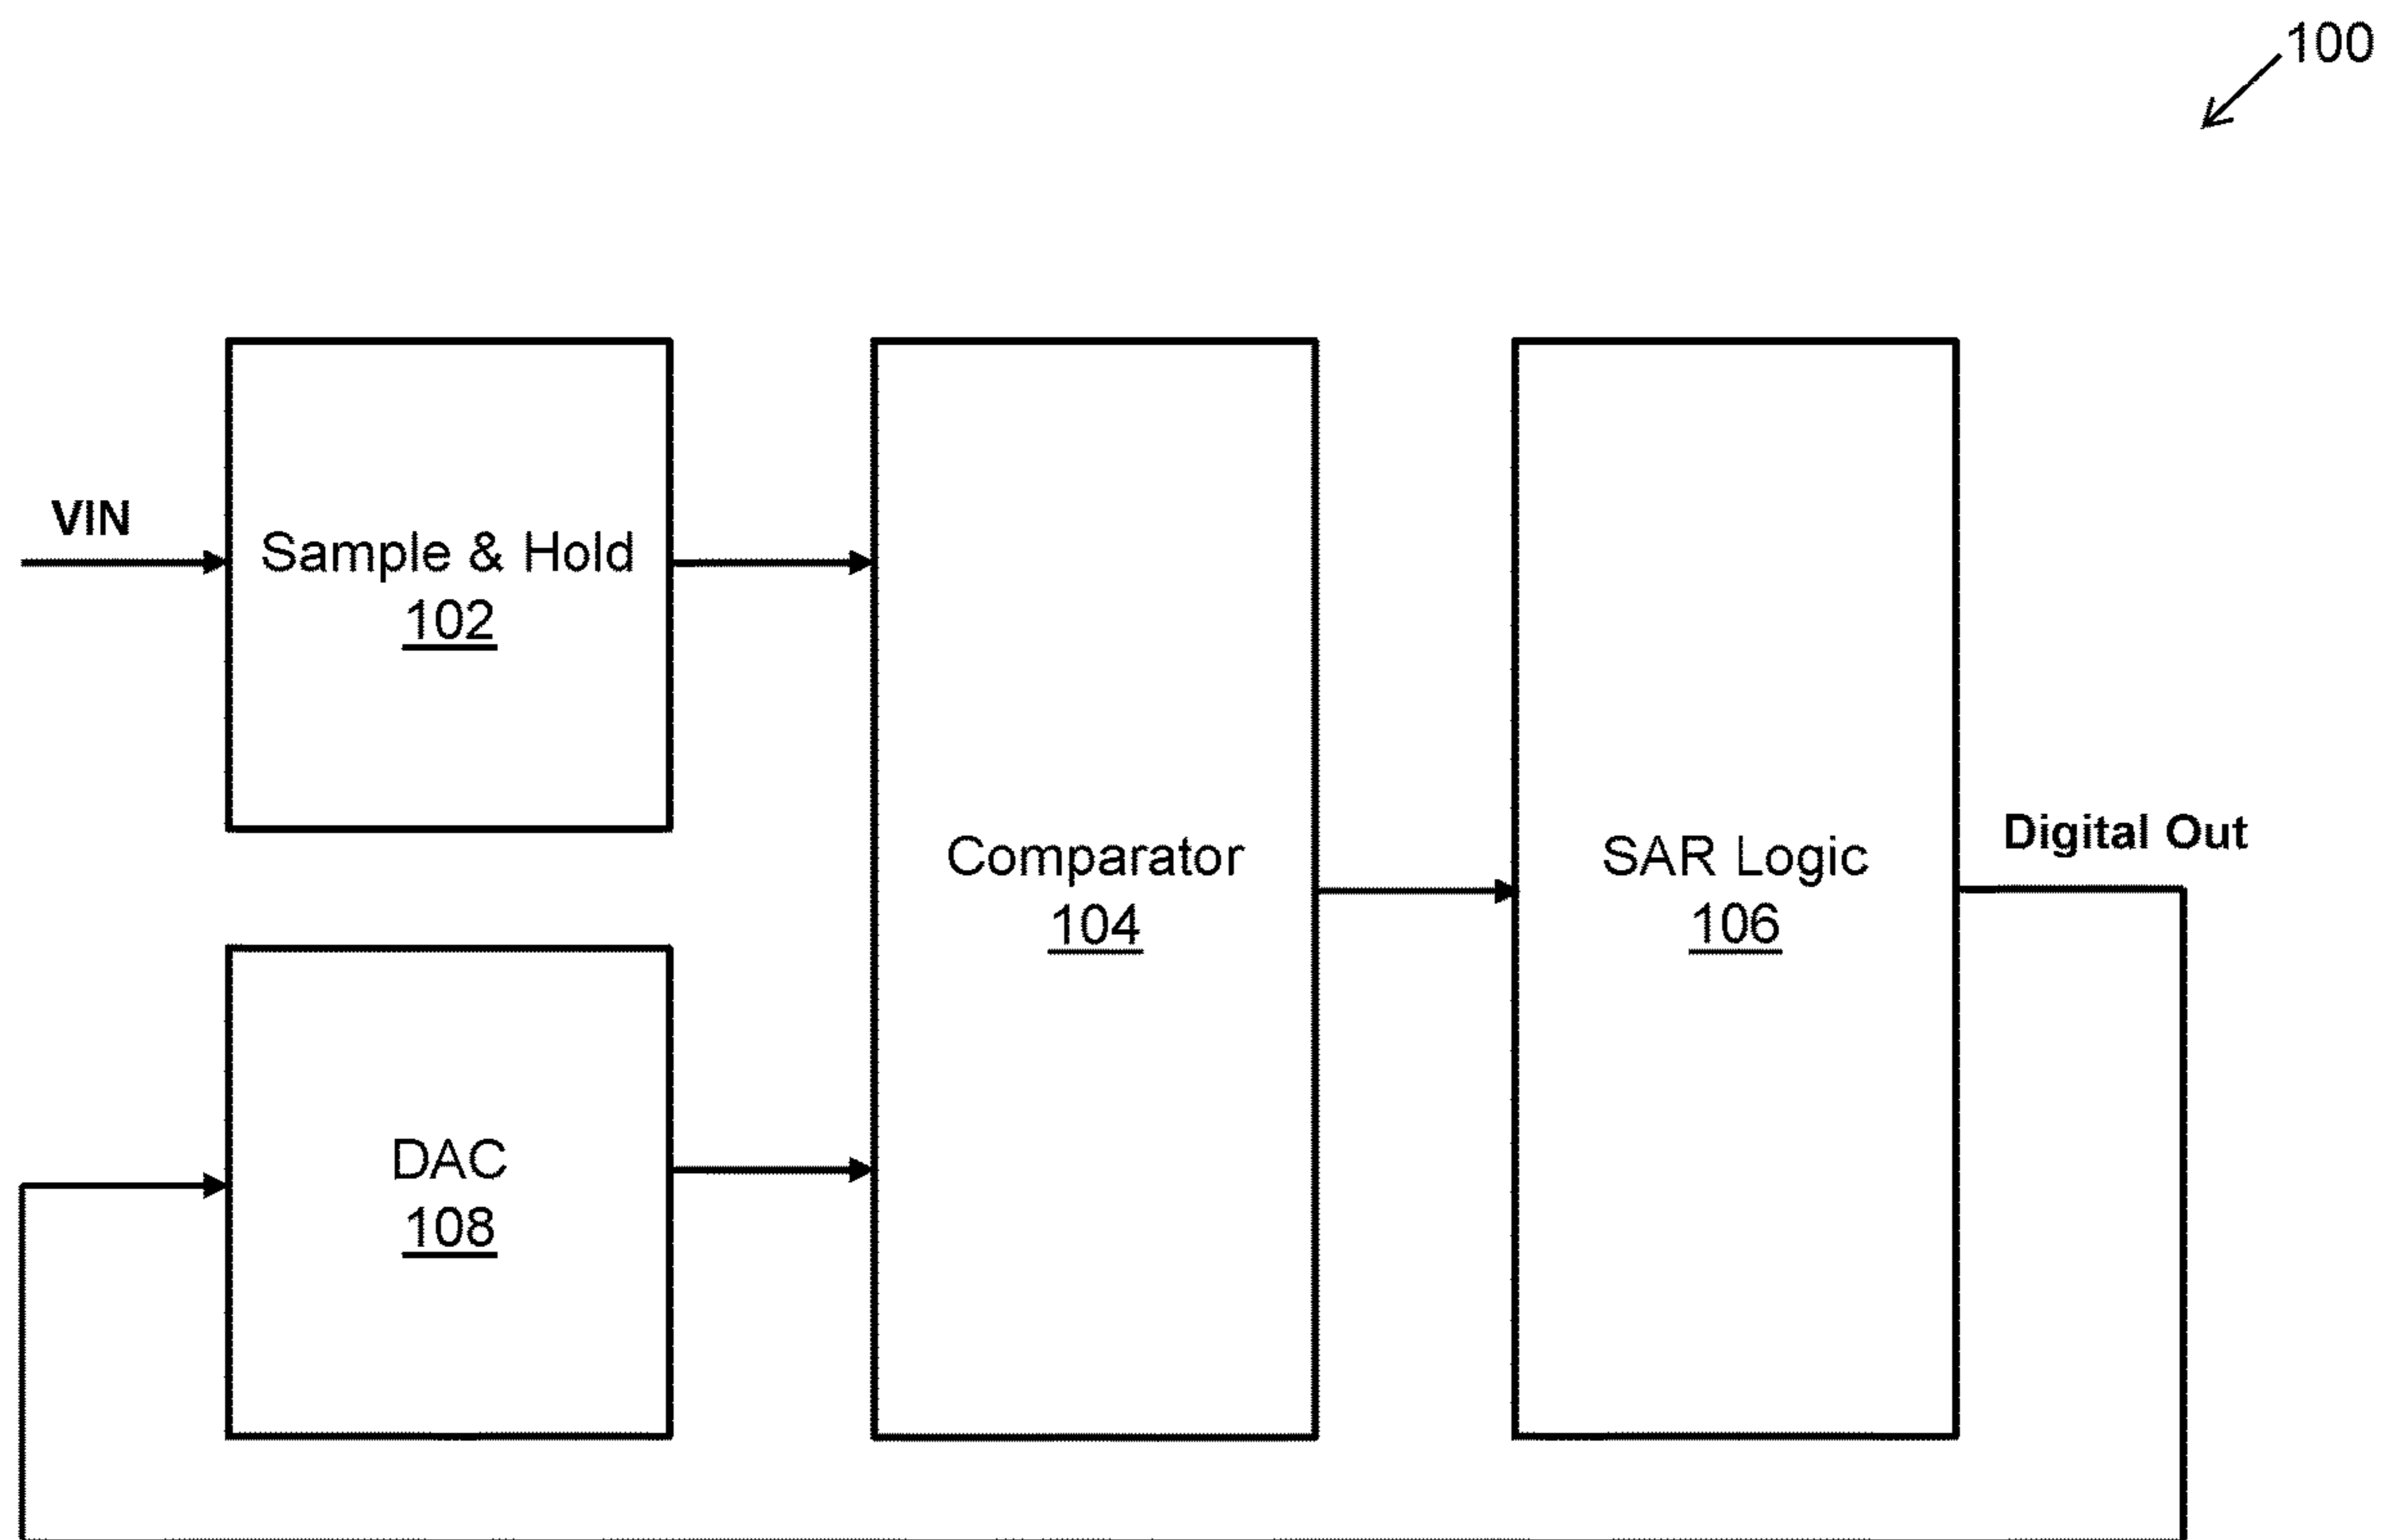 100
VIN
Sample & Hold
102
Comparator
104
SAR Logic
106
Digital Out
DAC
108